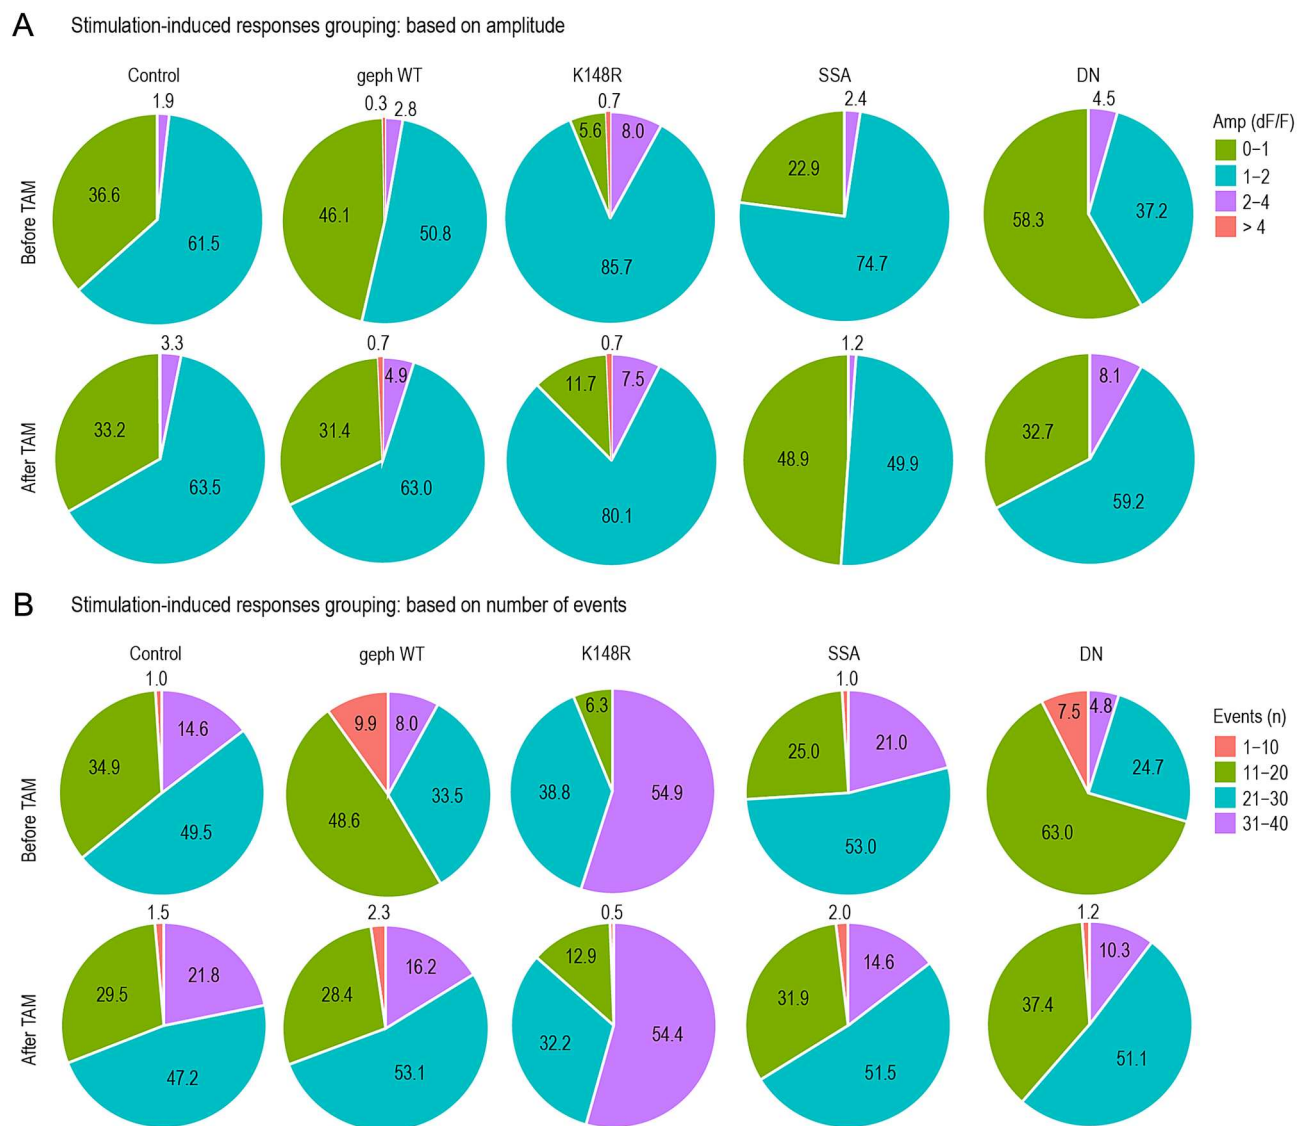 A Stimulation-induced responses grouping: based on amplitude
Control geph WT K148R SSA DN
1.9 0.3 2.8 0.7 2.4 4.5
Before TAM
36.6 61.5
46.1 50.8
5.6 8.0 85.7
22.9 74.7
58.3 37.2
Amp (dF/F)
0–1
1–2
2–4
> 4
3.3 0.7 0.7 1.2
After TAM
33.2 63.5
31.4 4.9 63.0
11.7 7.5 80.1
48.9 49.9
32.7 8.1 59.2
B Stimulation-induced responses grouping: based on number of events
Control geph WT K148R SSA DN
1.0 1.0
Before TAM
34.9 14.6 49.5
9.9 8.0 48.6 33.5
6.3 38.8 54.9
25.0 21.0 53.0
7.5 4.8 24.7 63.0
Events (n)
1–10
11–20
21–30
31–40
1.5 2.3 0.5 2.0 1.2
After TAM
29.5 21.8 47.2
28.4 16.2 53.1
12.9 32.2 54.4
31.9 14.6 51.5
37.4 10.3 51.1